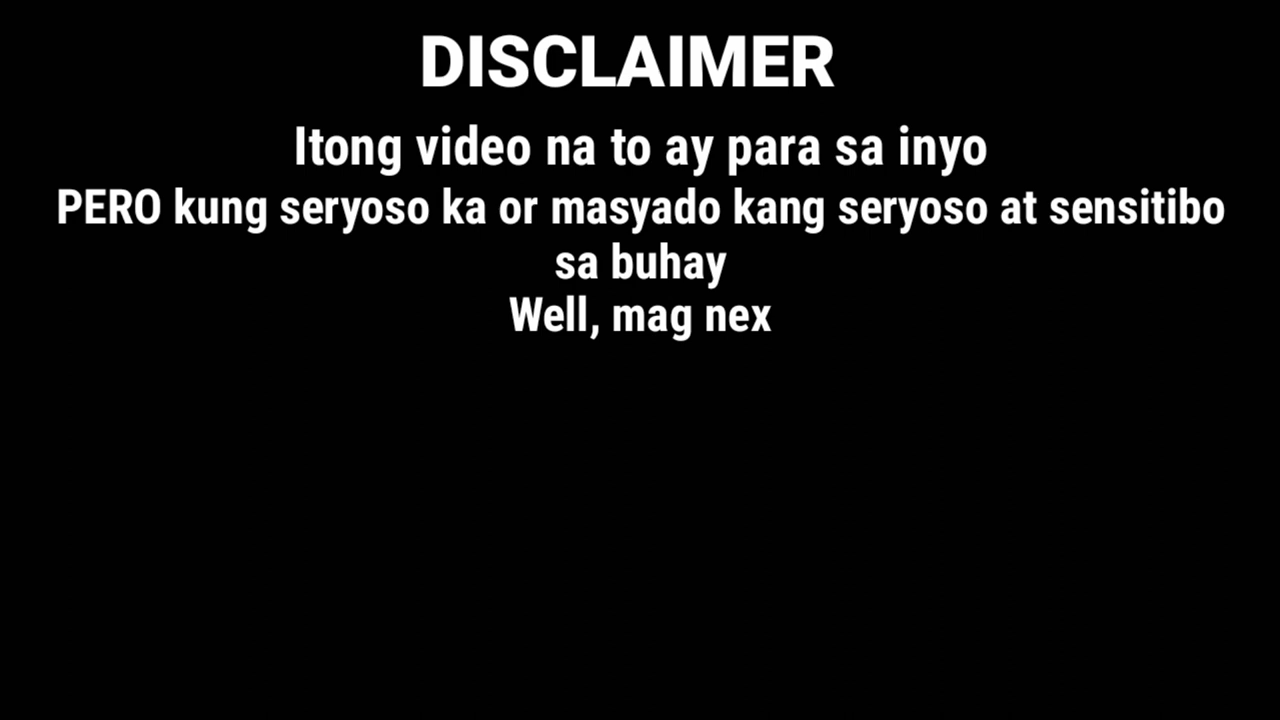 DISCLAIMER
Itong video na to ay para sa inyo
PERO kung seryoso ka or masyado kang seryoso at sensitibo
sa buhay
Well, mag nex